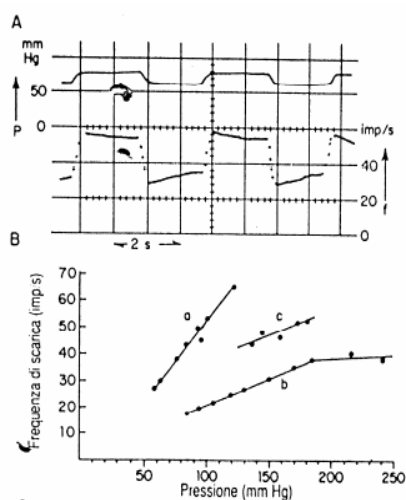 A
mm
Hg
50
P
0
imp/s
40
20
f
0
2 s
B
Frequenza di scarica (imp/s)
70
60
50
40
30
20
10
a
c
b
50
100
150
200
250
Pressione (mm Hg)